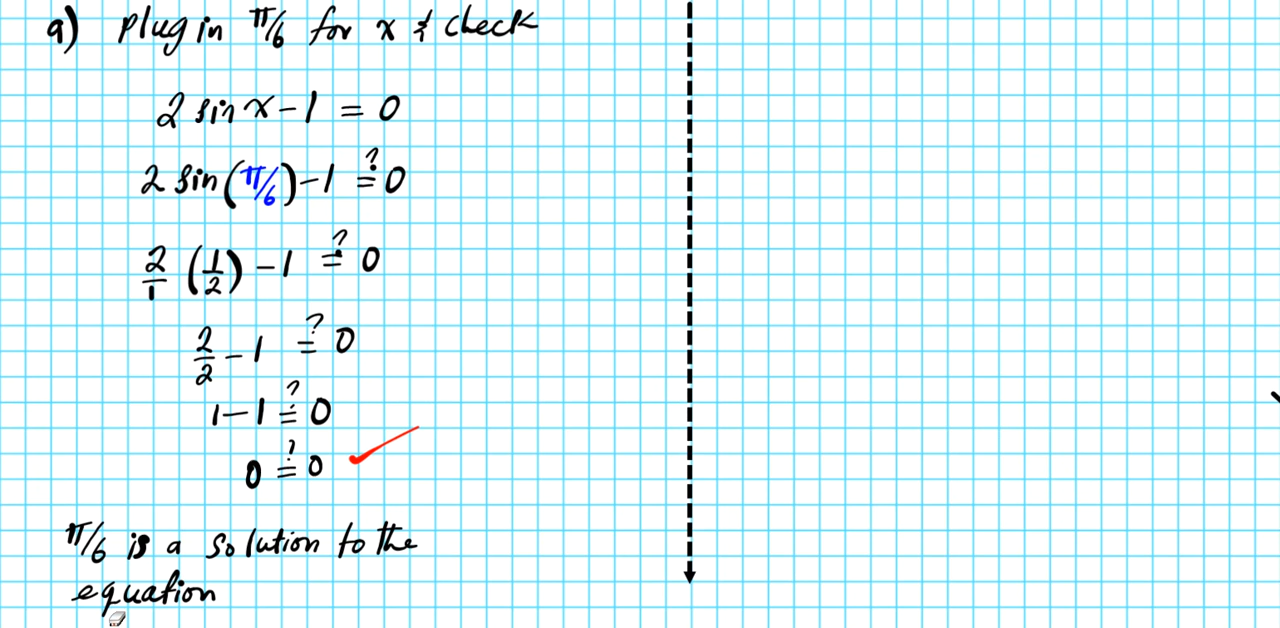 a) plug in π/6 for x & check
2 sin x - 1 = 0
2 sin(π/6) - 1 ≟ 0
2/1 (1/2) - 1 ≟ 0
2/2 - 1 ≟ 0
1 - 1 ≟ 0
0 ≟ 0 ✓
π/6 is a solution to the
equation